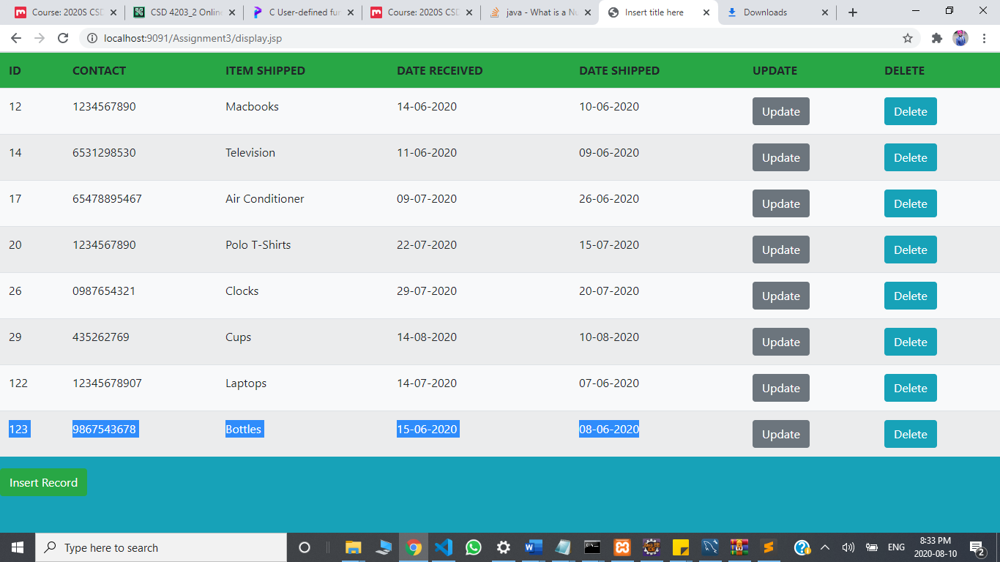 Course: 2020S CSD
CSD 4203_2 Online
C User-defined fun
Course: 2020S CSD
java - What is a Nu
Insert title here
Downloads
localhost:9091/Assignment3/display.jsp
ID CONTACT ITEM SHIPPED DATE RECEIVED DATE SHIPPED UPDATE DELETE
12 1234567890 Macbooks 14-06-2020 10-06-2020 Update Delete
14 6531298530 Television 11-06-2020 09-06-2020 Update Delete
17 65478895467 Air Conditioner 09-07-2020 26-06-2020 Update Delete
20 1234567890 Polo T-Shirts 22-07-2020 15-07-2020 Update Delete
26 0987654321 Clocks 29-07-2020 20-07-2020 Update Delete
29 435262769 Cups 14-08-2020 10-08-2020 Update Delete
122 12345678907 Laptops 14-07-2020 07-06-2020 Update Delete
123 9867543678 Bottles 15-06-2020 08-06-2020 Update Delete
Insert Record
Type here to search
ENG
8:33 PM
2020-08-10
2